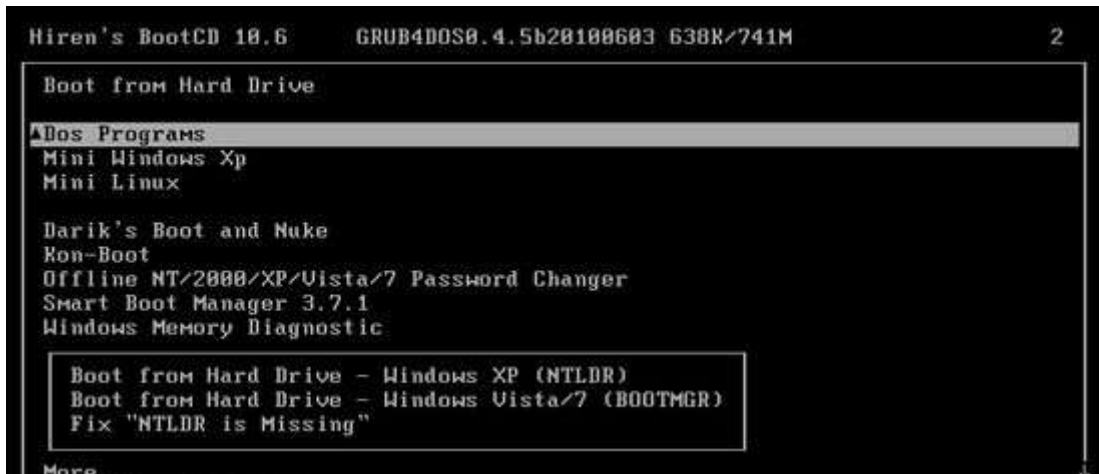 Hiren's BootCD 10.6 GRUB4DOS0.4.5b20100603 638K/741M 2
Boot from Hard Drive
Dos Programs
Mini Windows Xp
Mini Linux
Darik's Boot and Nuke
Kon-Boot
Offline NT/2000/XP/Vista/7 Password Changer
Smart Boot Manager 3.7.1
Windows Memory Diagnostic
Boot from Hard Drive - Windows XP (NTLDR)
Boot from Hard Drive - Windows Vista/7 (BOOTMGR)
Fix "NTLDR is Missing"
More...